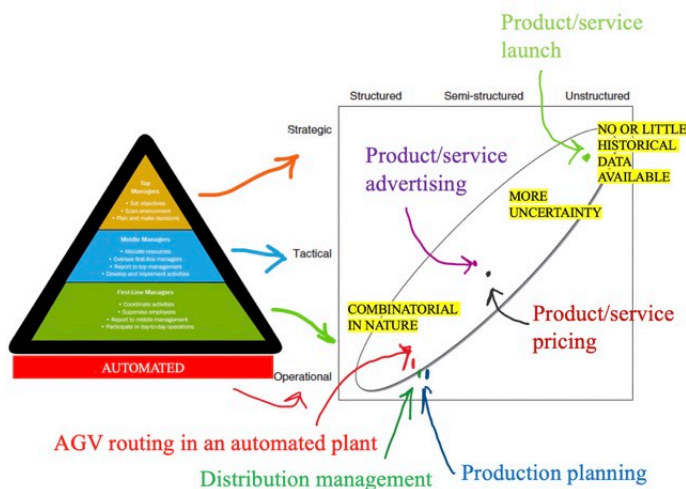 Product/service
launch
Structured
Semi-structured
Unstructured
Strategic
NO OR LITTLE
HISTORICAL
DATA
AVAILABLE
Product/service
advertising
MORE
UNCERTAINTY
Top
Managers
• Set objectives
• Scan environment
• Plan and make decisions
Middle Managers
• Allocate resources
• Oversee first-line managers
• Report to top management
• Develop and implement activities
Tactical
First-Line Managers
• Coordinate activities
• Supervise employees
• Report to middle management
• Participate in day-to-day operations
COMBINATORIAL
IN NATURE
Product/service
pricing
AUTOMATED
Operational
AGV routing in an automated plant
Distribution management
Production planning